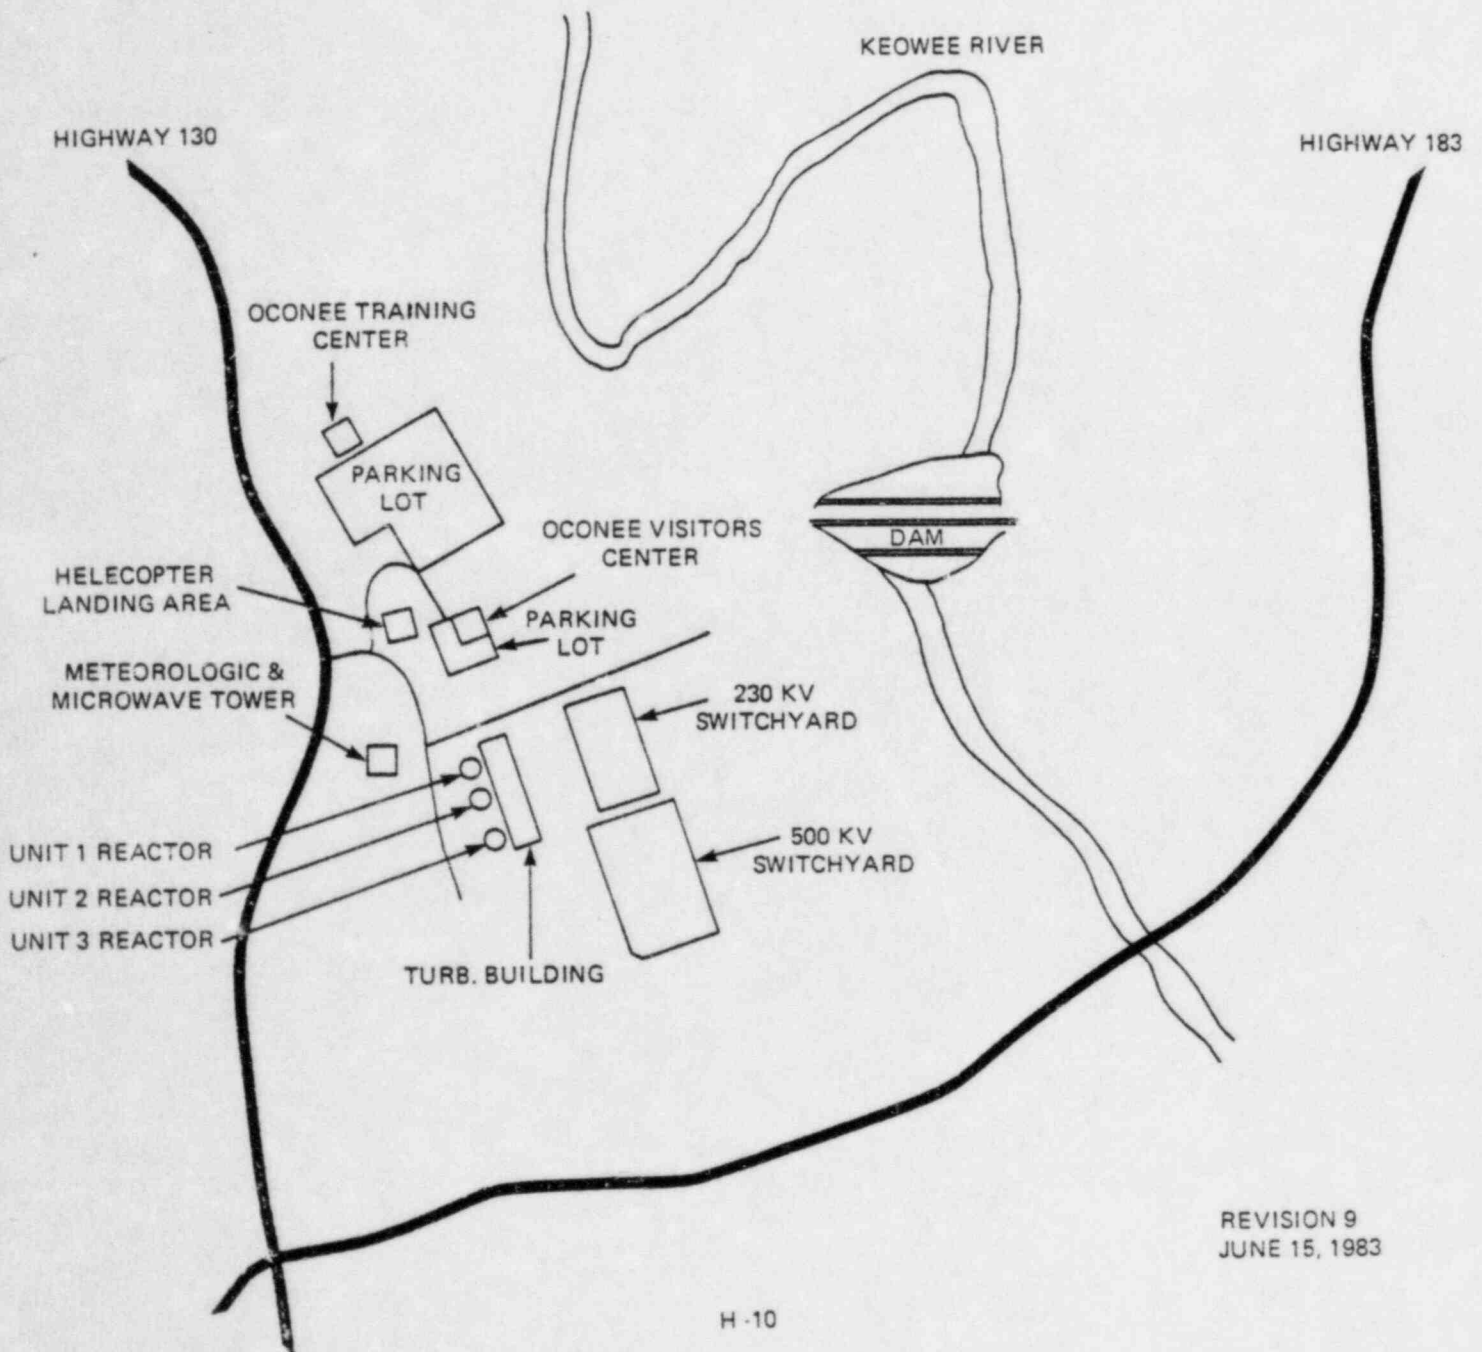 KEOWEE RIVER
HIGHWAY 130
HIGHWAY 183
OCONEE TRAINING
CENTER
PARKING
LOT
OCONEE VISITORS
CENTER
HELECOPTER
LANDING AREA
PARKING
LOT
DAM
METEOROLOGIC &
MICROWAVE TOWER
230 KV
SWITCHYARD
UNIT 1 REACTOR
500 KV
SWITCHYARD
UNIT 2 REACTOR
UNIT 3 REACTOR
TURB. BUILDING
REVISION 9
JUNE 15, 1983
H-10